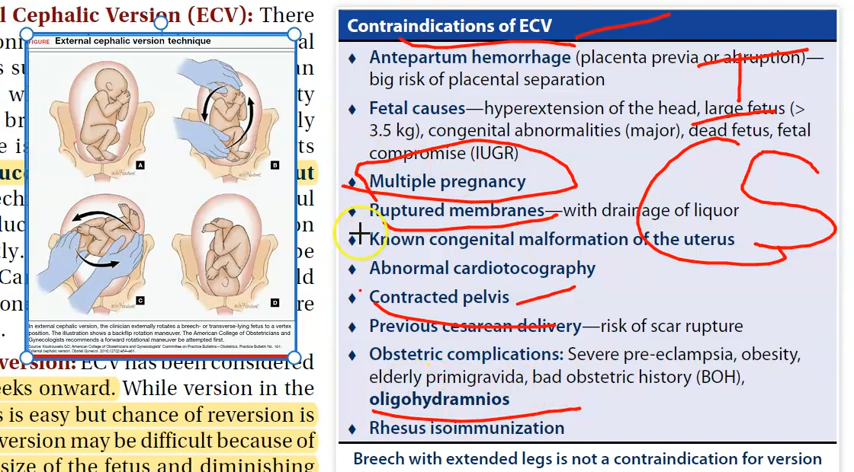 l Cephalic Version (ECV): There
FIGURE External cephalic version technique
A
B
C
D
In external cephalic version, the clinician externally rotates a breech- or transverse-lying fetus to a vertex
position. The illustration shows a backflip rotation maneuver. The American College of Obstetricians and
Gynecologists recommends a forward rotational maneuver be attempted first.
ersion: ECV has been considered
eeks onward. While version in the
s is easy but chance of reversion is
version may be difficult because of
size of the fetus and diminishing
Contraindications of ECV
Antepartum hemorrhage (placenta previa or abruption)—
big risk of placental separation
Fetal causes—hyperextension of the head, large fetus (>
3.5 kg), congenital abnormalities (major), dead fetus, fetal
compromise (IUGR)
Multiple pregnancy
Ruptured membranes—with drainage of liquor
Known congenital malformation of the uterus
Abnormal cardiotocography
Contracted pelvis
Previous cesarean delivery—risk of scar rupture
Obstetric complications: Severe pre-eclampsia, obesity,
elderly primigravida, bad obstetric history (BOH),
oligohydramnios
Rhesus isoimmunization
Breech with extended legs is not a contraindication for version
CS